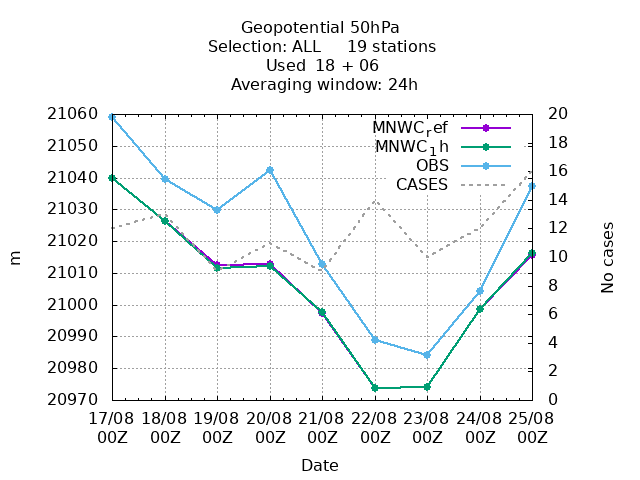 Geopotential 50hPa
Selection: ALL     19 stations
Used 18 + 06
Averaging window: 24h
21060
21050
21040
21030
21020
21010
21000
20990
20980
20970
m
MNWC_ref
MNWC_1h
OBS
CASES
20
18
16
14
12
10
8
6
4
2
0
No cases
17/08 18/08 19/08 20/08 21/08 22/08 23/08 24/08 25/08
00Z 00Z 00Z 00Z 00Z 00Z 00Z 00Z 00Z
Date